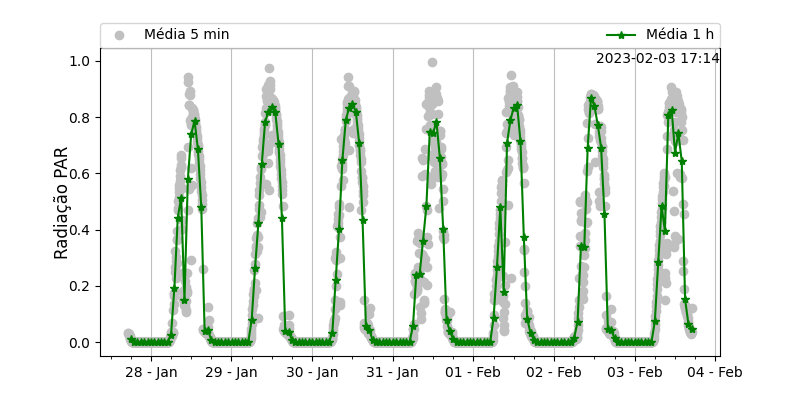 Média 5 min
Média 1 h
2023-02-03 17:14
Radiação PAR
1.0
0.8
0.6
0.4
0.2
0.0
28 - Jan
29 - Jan
30 - Jan
31 - Jan
01 - Feb
02 - Feb
03 - Feb
04 - Feb